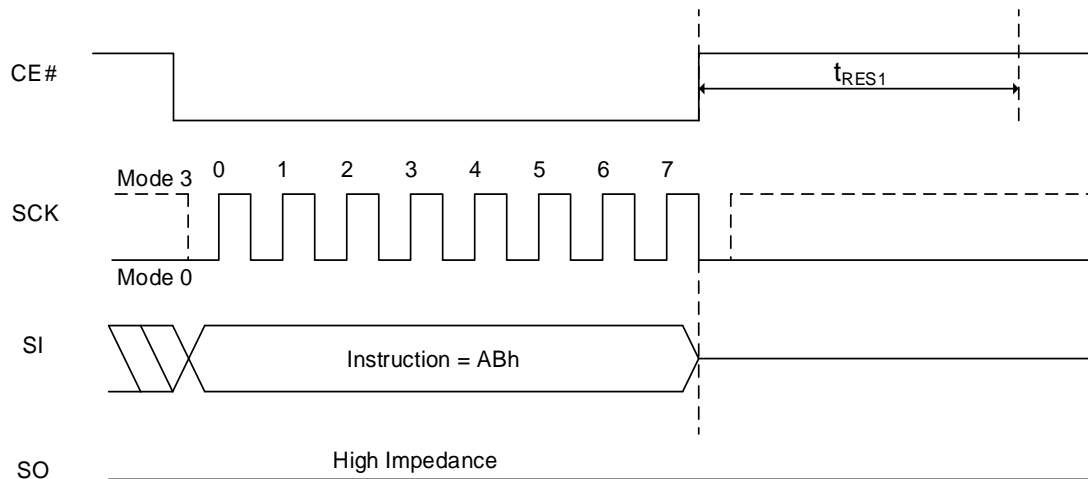 CE#
tRES1
0 1 2 3 4 5 6 7
Mode 3
SCK
Mode 0
SI
Instruction = ABh
High Impedance
SO